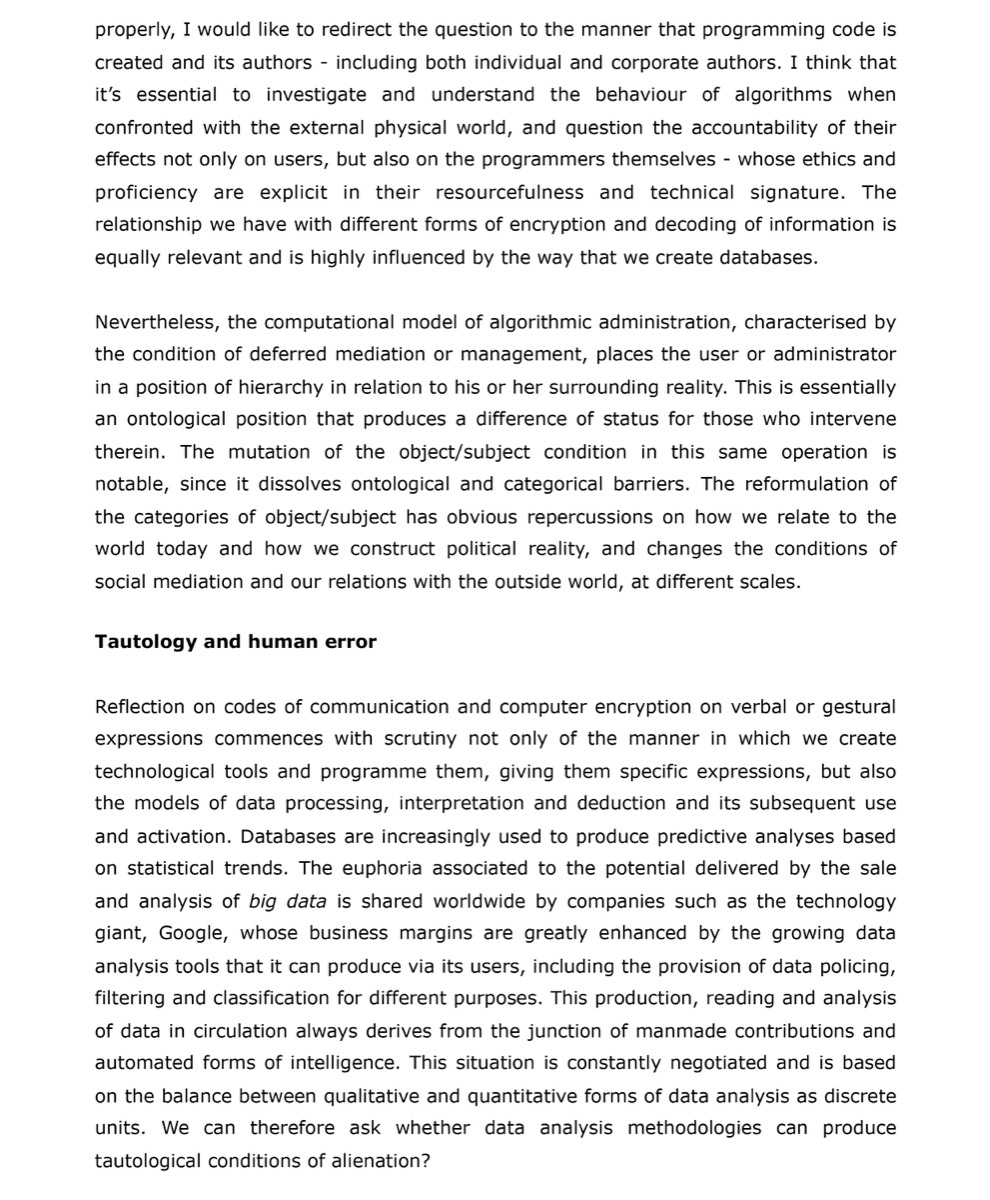 properly, I would like to redirect the question to the manner that programming code is
created and its authors - including both individual and corporate authors. I think that
it’s essential to investigate and understand the behaviour of algorithms when
confronted with the external physical world, and question the accountability of their
effects not only on users, but also on the programmers themselves - whose ethics and
proficiency are explicit in their resourcefulness and technical signature. The
relationship we have with different forms of encryption and decoding of information is
equally relevant and is highly influenced by the way that we create databases.
Nevertheless, the computational model of algorithmic administration, characterised by
the condition of deferred mediation or management, places the user or administrator
in a position of hierarchy in relation to his or her surrounding reality. This is essentially
an ontological position that produces a difference of status for those who intervene
therein. The mutation of the object/subject condition in this same operation is
notable, since it dissolves ontological and categorical barriers. The reformulation of
the categories of object/subject has obvious repercussions on how we relate to the
world today and how we construct political reality, and changes the conditions of
social mediation and our relations with the outside world, at different scales.
Tautology and human error
Reflection on codes of communication and computer encryption on verbal or gestural
expressions commences with scrutiny not only of the manner in which we create
technological tools and programme them, giving them specific expressions, but also
the models of data processing, interpretation and deduction and its subsequent use
and activation. Databases are increasingly used to produce predictive analyses based
on statistical trends. The euphoria associated to the potential delivered by the sale
and analysis of big data is shared worldwide by companies such as the technology
giant, Google, whose business margins are greatly enhanced by the growing data
analysis tools that it can produce via its users, including the provision of data policing,
filtering and classification for different purposes. This production, reading and analysis
of data in circulation always derives from the junction of manmade contributions and
automated forms of intelligence. This situation is constantly negotiated and is based
on the balance between qualitative and quantitative forms of data analysis as discrete
units. We can therefore ask whether data analysis methodologies can produce
tautological conditions of alienation?